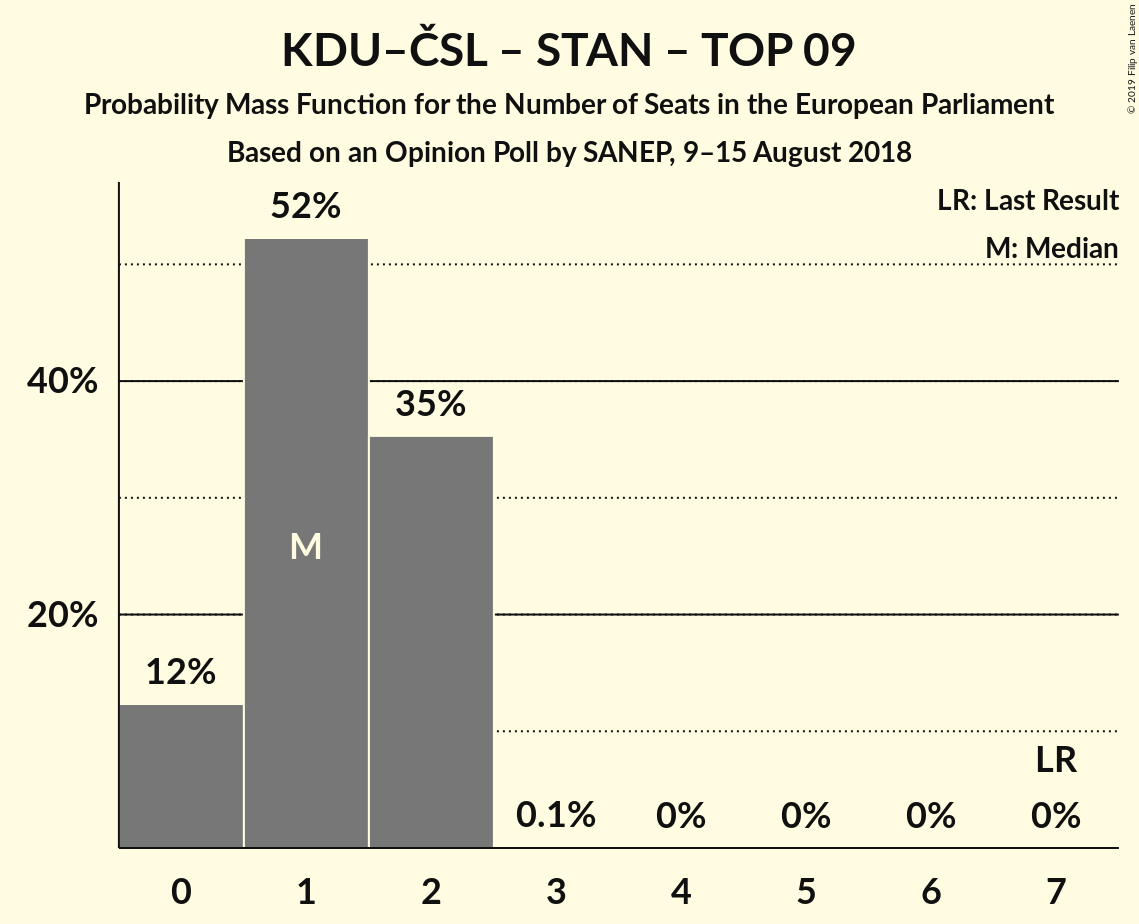 KDU–ČSL – STAN – TOP 09
Probability Mass Function for the Number of Seats in the European Parliament
Based on an Opinion Poll by SANEP, 9–15 August 2018
© 2019 Filip van Laenen
LR: Last Result
M: Median
52%
40%
35%
M
20%
12%
LR
0.1%
0%
0%
0%
0%
0
1
2
3
4
5
6
7